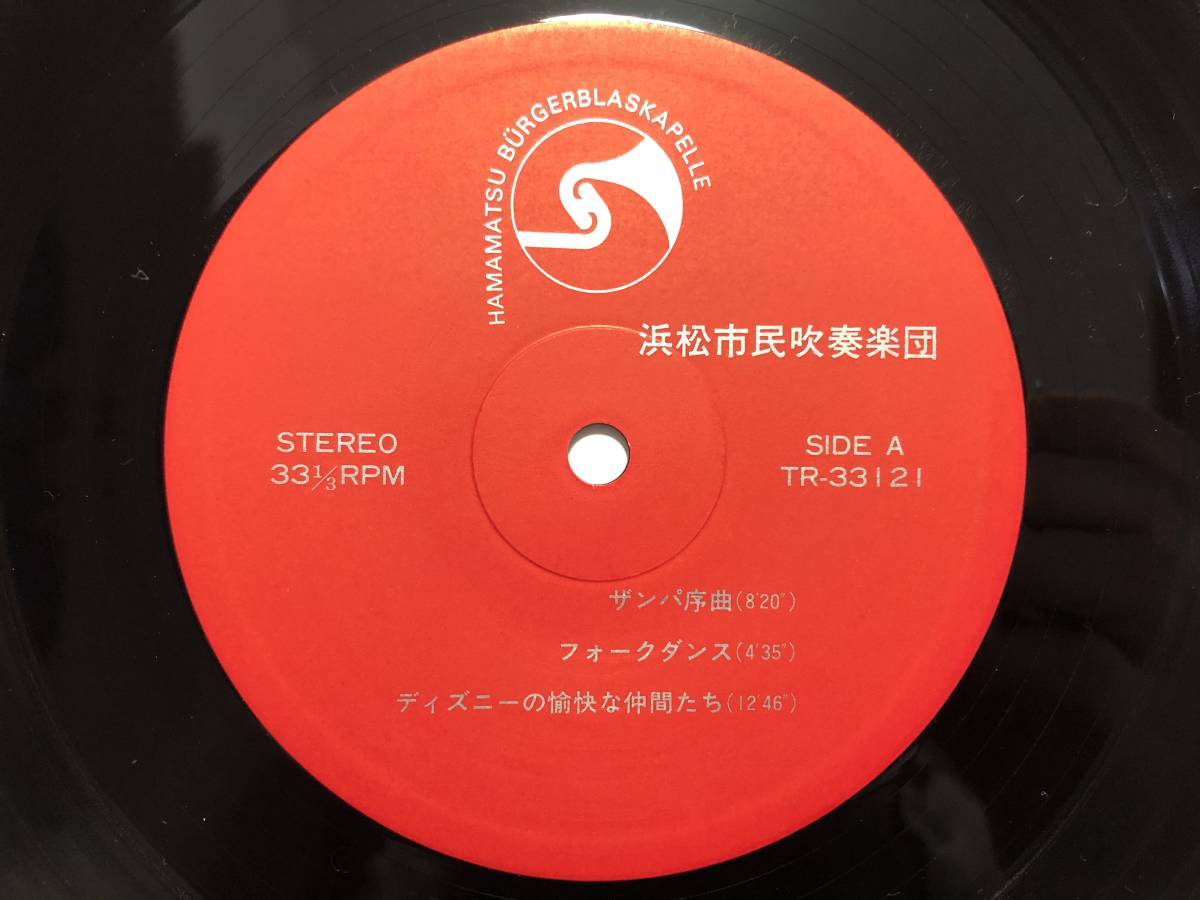 HAMAMATSU BÜRGERBLASKAPELLE
浜松市民吹奏楽団
STEREO
33⅓RPM
SIDE A
TR-33121
ザンパ序曲(8'20")
フォークダンス(4'35")
ディズニーの愉快な仲間たち(12'46")